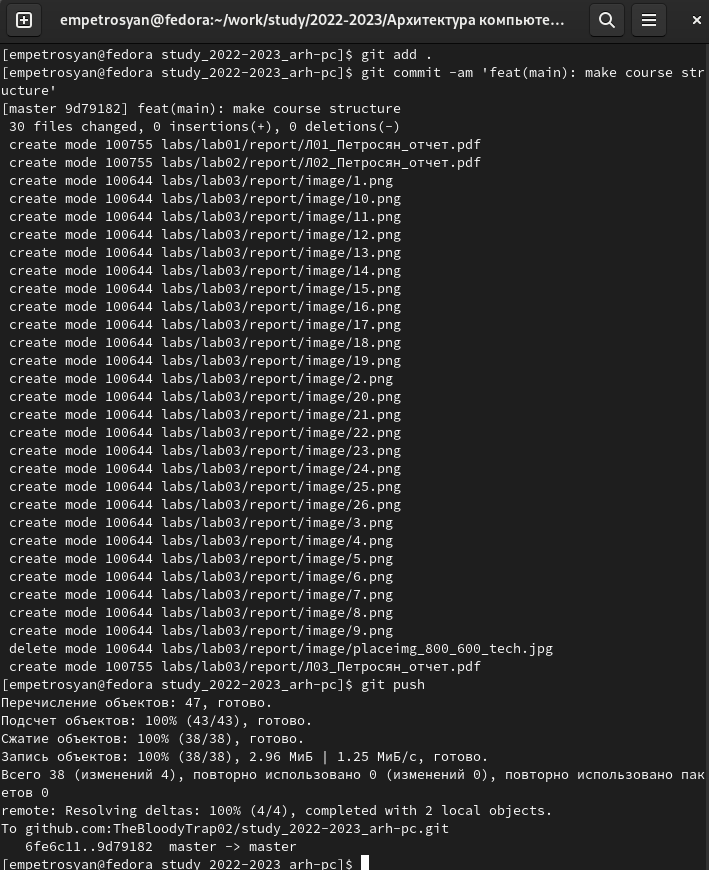 empetrosyan@fedora:~/work/study/2022-2023/Архитектура компьюте...
[empetrosyan@fedora study_2022-2023_arh-pc]$ git add .
[empetrosyan@fedora study_2022-2023_arh-pc]$ git commit -am 'feat(main): make course str
ucture'
[master 9d79182] feat(main): make course structure
 30 files changed, 0 insertions(+), 0 deletions(-)
 create mode 100755 labs/lab01/report/Л01_Петросян_отчет.pdf
 create mode 100755 labs/lab02/report/Л02_Петросян_отчет.pdf
 create mode 100644 labs/lab03/report/image/1.png
 create mode 100644 labs/lab03/report/image/10.png
 create mode 100644 labs/lab03/report/image/11.png
 create mode 100644 labs/lab03/report/image/12.png
 create mode 100644 labs/lab03/report/image/13.png
 create mode 100644 labs/lab03/report/image/14.png
 create mode 100644 labs/lab03/report/image/15.png
 create mode 100644 labs/lab03/report/image/16.png
 create mode 100644 labs/lab03/report/image/17.png
 create mode 100644 labs/lab03/report/image/18.png
 create mode 100644 labs/lab03/report/image/19.png
 create mode 100644 labs/lab03/report/image/2.png
 create mode 100644 labs/lab03/report/image/20.png
 create mode 100644 labs/lab03/report/image/21.png
 create mode 100644 labs/lab03/report/image/22.png
 create mode 100644 labs/lab03/report/image/23.png
 create mode 100644 labs/lab03/report/image/24.png
 create mode 100644 labs/lab03/report/image/25.png
 create mode 100644 labs/lab03/report/image/26.png
 create mode 100644 labs/lab03/report/image/3.png
 create mode 100644 labs/lab03/report/image/4.png
 create mode 100644 labs/lab03/report/image/5.png
 create mode 100644 labs/lab03/report/image/6.png
 create mode 100644 labs/lab03/report/image/7.png
 create mode 100644 labs/lab03/report/image/8.png
 create mode 100644 labs/lab03/report/image/9.png
 delete mode 100644 labs/lab03/report/image/placeimg_800_600_tech.jpg
 create mode 100755 labs/lab03/report/Л03_Петросян_отчет.pdf
[empetrosyan@fedora study_2022-2023_arh-pc]$ git push
Перечисление объектов: 47, готово.
Подсчет объектов: 100% (43/43), готово.
Сжатие объектов: 100% (38/38), готово.
Запись объектов: 100% (38/38), 2.96 МиБ | 1.25 МиБ/с, готово.
Всего 38 (изменений 4), повторно использовано 0 (изменений 0), повторно использовано пак
етов 0
remote: Resolving deltas: 100% (4/4), completed with 2 local objects.
To github.com:TheBloodyTrap02/study_2022-2023_arh-pc.git
   6fe6c11..9d79182  master -> master
[empetrosyan@fedora study_2022-2023_arh-pc]$